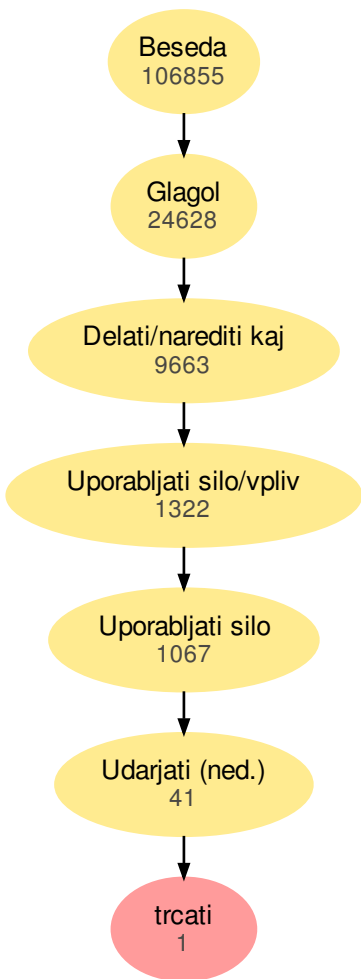 Beseda
106855
Glagol
24628
Delati/narediti kaj
9663
Uporabljati silo/vpliv
1322
Uporabljati silo
1067
Udarjati (ned.)
41
trcati
1